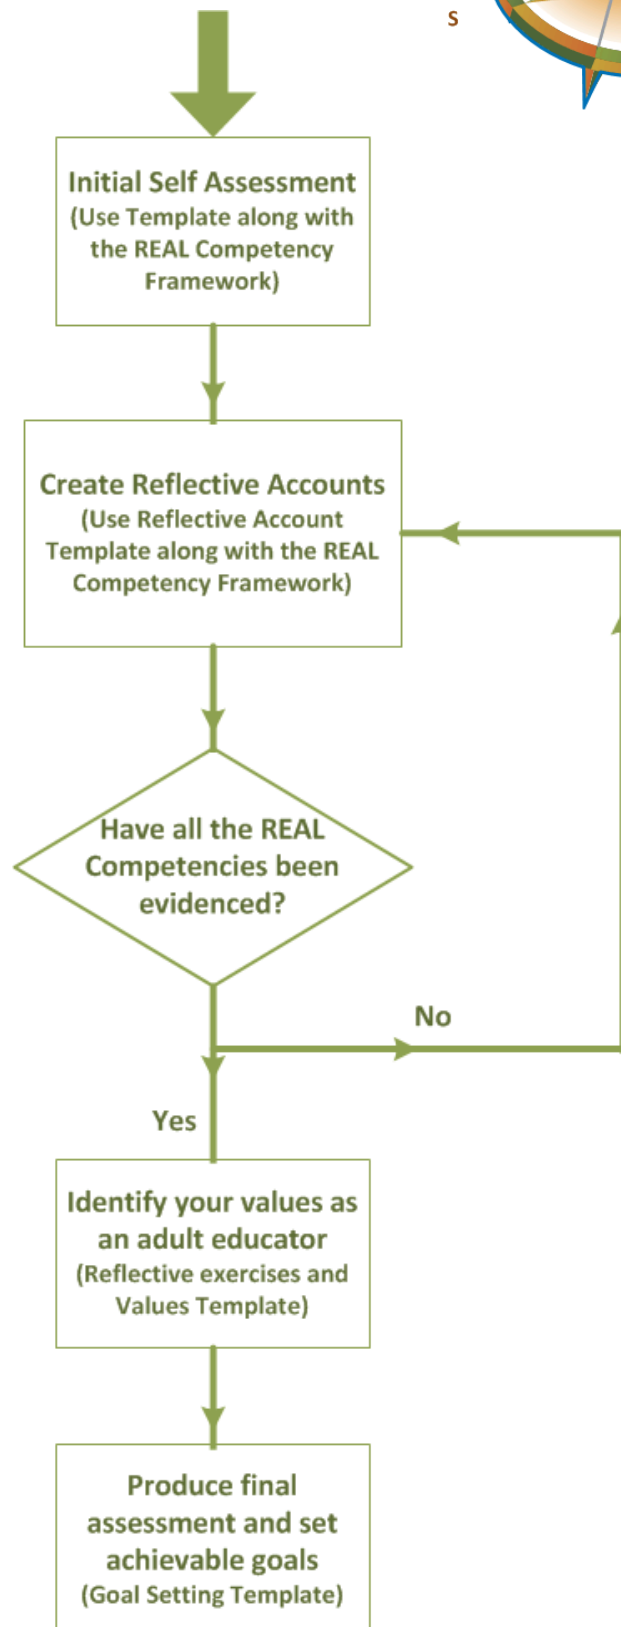 S
Initial Self Assessment
(Use Template along with
the REAL Competency
Framework)
Create Reflective Accounts
(Use Reflective Account
Template along with the REAL
Competency Framework)
Have all the REAL
Competencies been
evidenced?
No
Yes
Identify your values as
an adult educator
(Reflective exercises and
Values Template)
Produce final
assessment and set
achievable goals
(Goal Setting Template)